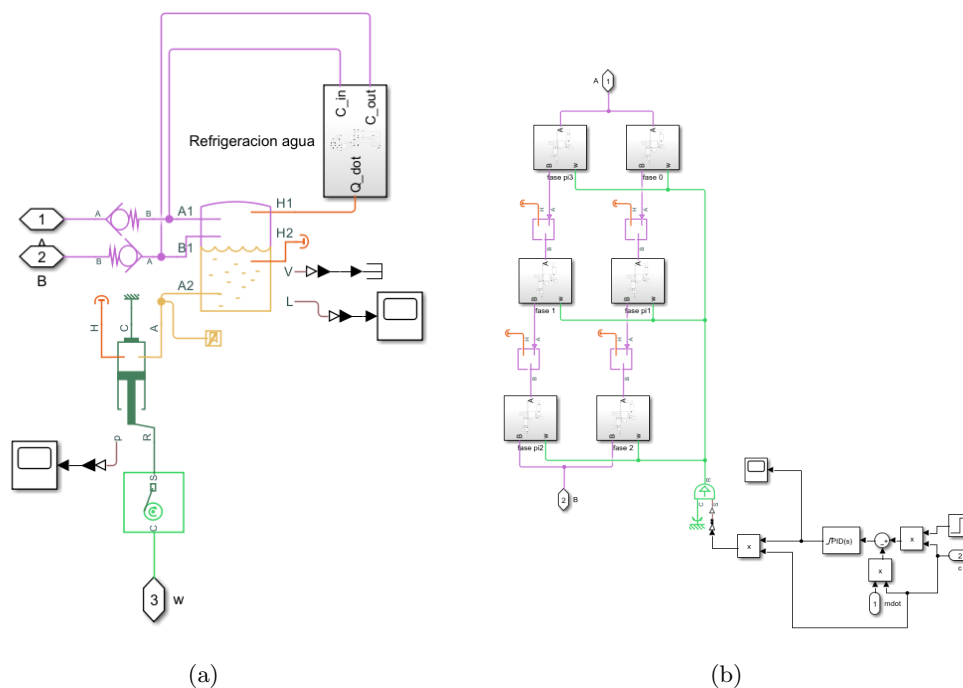 C_in
C_out
Refrigeracion agua
Q_dot
H1
1
A
B
A1
A
2
B
A
B1
H2
B
V
A2
L
H
C
A
p
R
S
C
3
w
(a)
A
1
A
A
B
w
B
w
fase pi3
fase 0
H
A
H
A
B
B
A
A
B
w
B
w
fase 1
fase pi1
H
A
H
A
B
B
A
A
B
w
B
w
fase pi2
fase 2
2
B
R
C
S
x
PID(s)
x
x
2
c
1
mdot
(b)